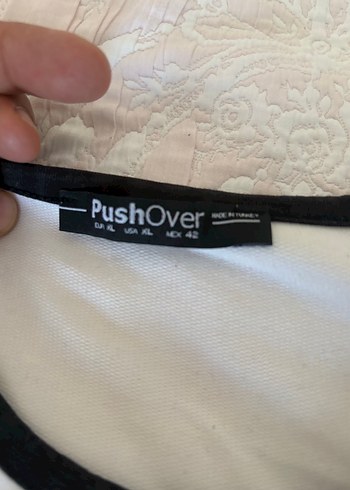 PushOver MADE IN TURKEY
EUR XL USA XL MEX 42